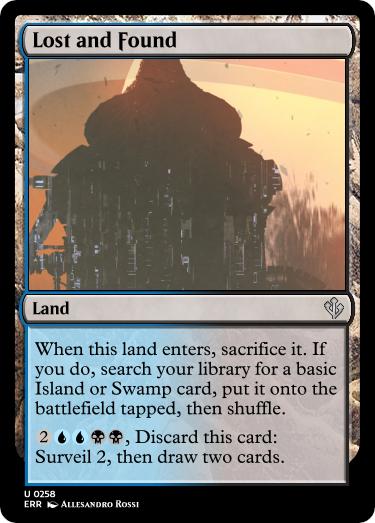 Lost and Found
Land
When this land enters, sacrifice it. If
you do, search your library for a basic
Island or Swamp card, put it onto the
battlefield tapped, then shuffle.
2, Discard this card:
Surveil 2, then draw two cards.
U 0258
ERR Allesandro Rossi